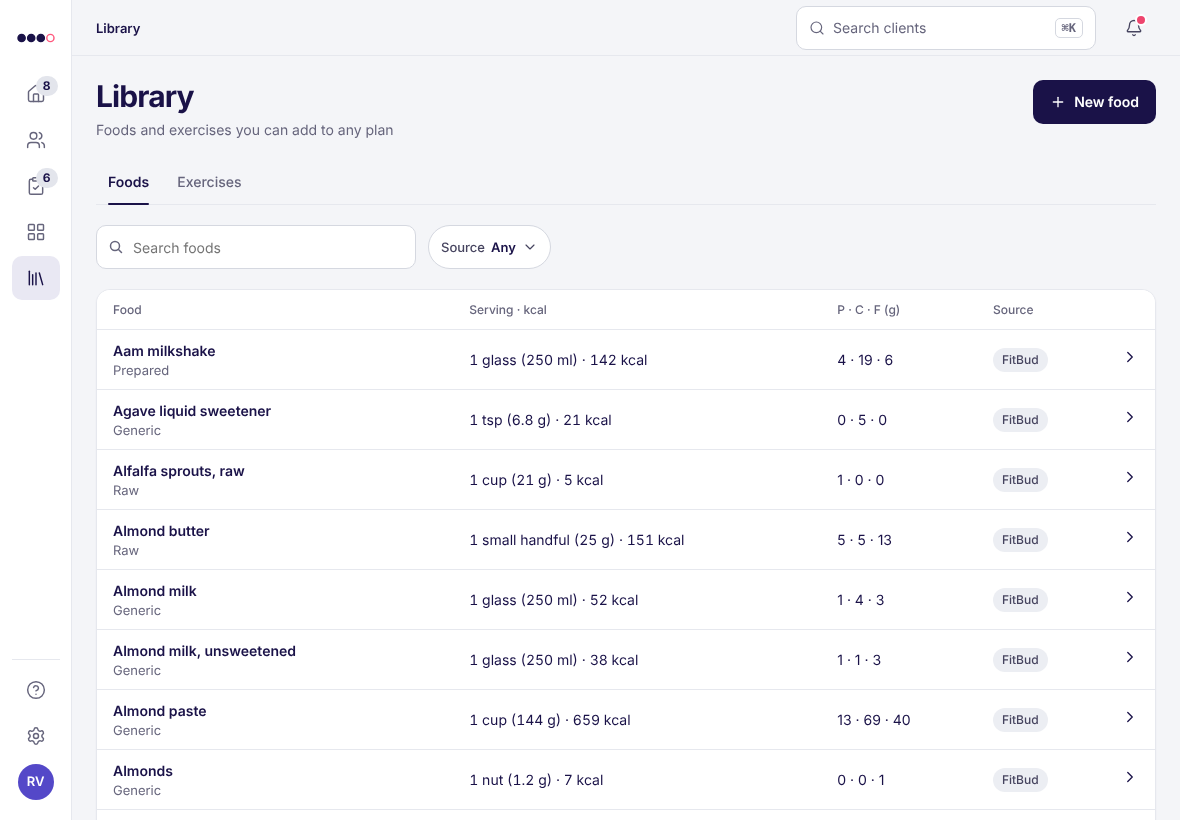 Library
Search clients
⌘K
8
6
Library
Foods and exercises you can add to any plan
+ New food
Foods
Exercises
Search foods
Source Any
Food
Serving · kcal
P · C · F (g)
Source
Aam milkshake
Prepared
1 glass (250 ml) · 142 kcal
4 · 19 · 6
FitBud
Agave liquid sweetener
Generic
1 tsp (6.8 g) · 21 kcal
0 · 5 · 0
FitBud
Alfalfa sprouts, raw
Raw
1 cup (21 g) · 5 kcal
1 · 0 · 0
FitBud
Almond butter
Raw
1 small handful (25 g) · 151 kcal
5 · 5 · 13
FitBud
Almond milk
Generic
1 glass (250 ml) · 52 kcal
1 · 4 · 3
FitBud
Almond milk, unsweetened
Generic
1 glass (250 ml) · 38 kcal
1 · 1 · 3
FitBud
Almond paste
Generic
1 cup (144 g) · 659 kcal
13 · 69 · 40
FitBud
Almonds
Generic
1 nut (1.2 g) · 7 kcal
0 · 0 · 1
FitBud
RV